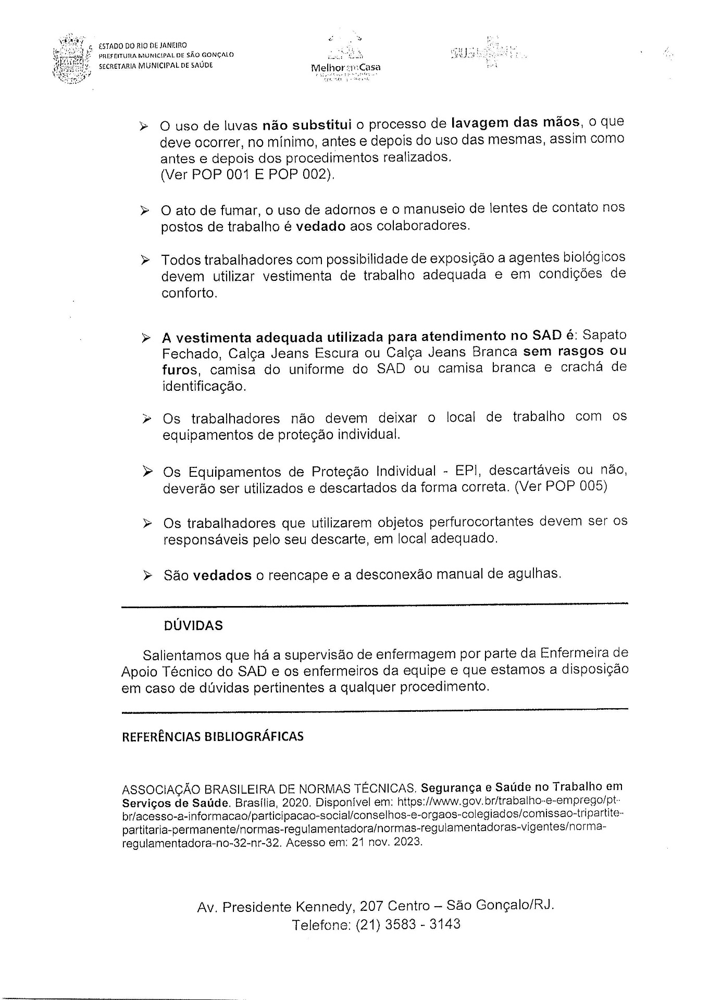 ESTADO DO RIO DE JANEIRO
PREFEITURA MUNICIPAL DE SÃO GONÇALO
SECRETARIA MUNICIPAL DE SAÚDE
Melhor em Casa
SUS
➢ O uso de luvas não substitui o processo de lavagem das mãos, o que
deve ocorrer, no mínimo, antes e depois do uso das mesmas, assim como
antes e depois dos procedimentos realizados.
(Ver POP 001 E POP 002).
➢ O ato de fumar, o uso de adornos e o manuseio de lentes de contato nos
postos de trabalho é vedado aos colaboradores.
➢ Todos trabalhadores com possibilidade de exposição a agentes biológicos
devem utilizar vestimenta de trabalho adequada e em condições de
conforto.
➢ A vestimenta adequada utilizada para atendimento no SAD é: Sapato
Fechado, Calça Jeans Escura ou Calça Jeans Branca sem rasgos ou
furos, camisa do uniforme do SAD ou camisa branca e crachá de
identificação.
➢ Os trabalhadores não devem deixar o local de trabalho com os
equipamentos de proteção individual.
➢ Os Equipamentos de Proteção Individual - EPI, descartáveis ou não,
deverão ser utilizados e descartados da forma correta. (Ver POP 005)
➢ Os trabalhadores que utilizarem objetos perfurocortantes devem ser os
responsáveis pelo seu descarte, em local adequado.
➢ São vedados o reencape e a desconexão manual de agulhas.
DÚVIDAS
Salientamos que há a supervisão de enfermagem por parte da Enfermeira de
Apoio Técnico do SAD e os enfermeiros da equipe e que estamos a disposição
em caso de dúvidas pertinentes a qualquer procedimento.
REFERÊNCIAS BIBLIOGRÁFICAS
ASSOCIAÇÃO BRASILEIRA DE NORMAS TÉCNICAS. Segurança e Saúde no Trabalho em
Serviços de Saúde. Brasília, 2020. Disponível em: https://www.gov.br/trabalho-e-emprego/pt-
br/acesso-a-informacao/participacao-social/conselhos-e-orgaos-colegiados/comissao-tripartite-
partitaria-permanente/normas-regulamentadora/normas-regulamentadoras-vigentes/norma-
regulamentadora-no-32-nr-32. Acesso em: 21 nov. 2023.
Av. Presidente Kennedy, 207 Centro – São Gonçalo/RJ.
Telefone: (21) 3583 - 3143